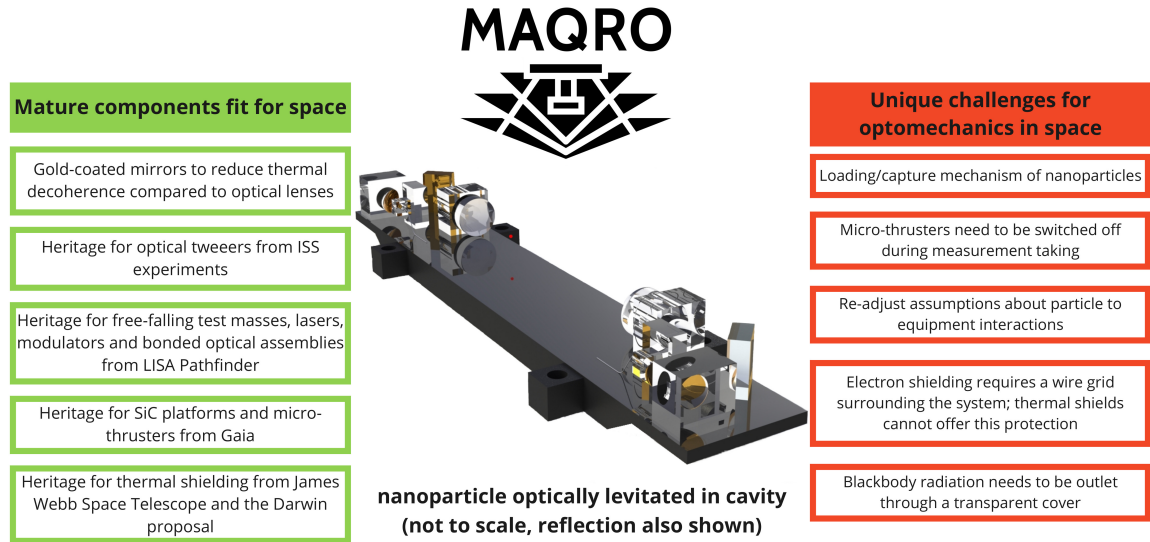 MAQRO
Mature components fit for space
Gold-coated mirrors to reduce thermal
decoherence compared to optical lenses
Heritage for optical tweeers from ISS
experiments
Heritage for free-falling test masses, lasers,
modulators and bonded optical assemblies
from LISA Pathfinder
Heritage for SiC platforms and micro-
thrusters from Gaia
Heritage for thermal shielding from James
Webb Space Telescope and the Darwin
proposal
nanoparticle optically levitated in cavity
(not to scale, reflection also shown)
Unique challenges for
optomechanics in space
Loading/capture mechanism of nanoparticles
Micro-thrusters need to be switched off
during measurement taking
Re-adjust assumptions about particle to
equipment interactions
Electron shielding requires a wire grid
surrounding the system; thermal shields
cannot offer this protection
Blackbody radiation needs to be outlet
through a transparent cover